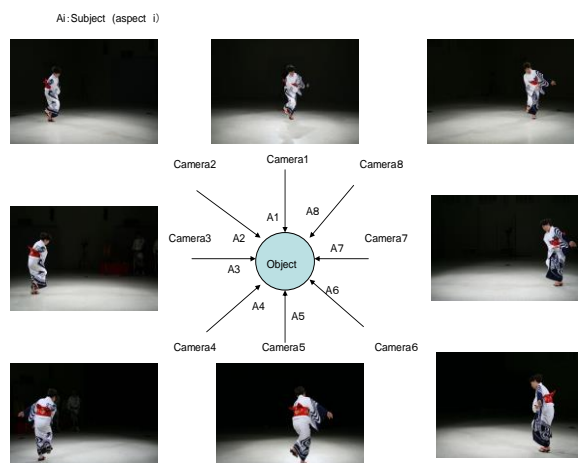 Ai:Subject (aspect i)
Camera2
Camera1
Camera8
A1
A8
A2
Camera3
A7
Camera7
A3
Object
A6
A4
A5
Camera4
Camera5
Camera6